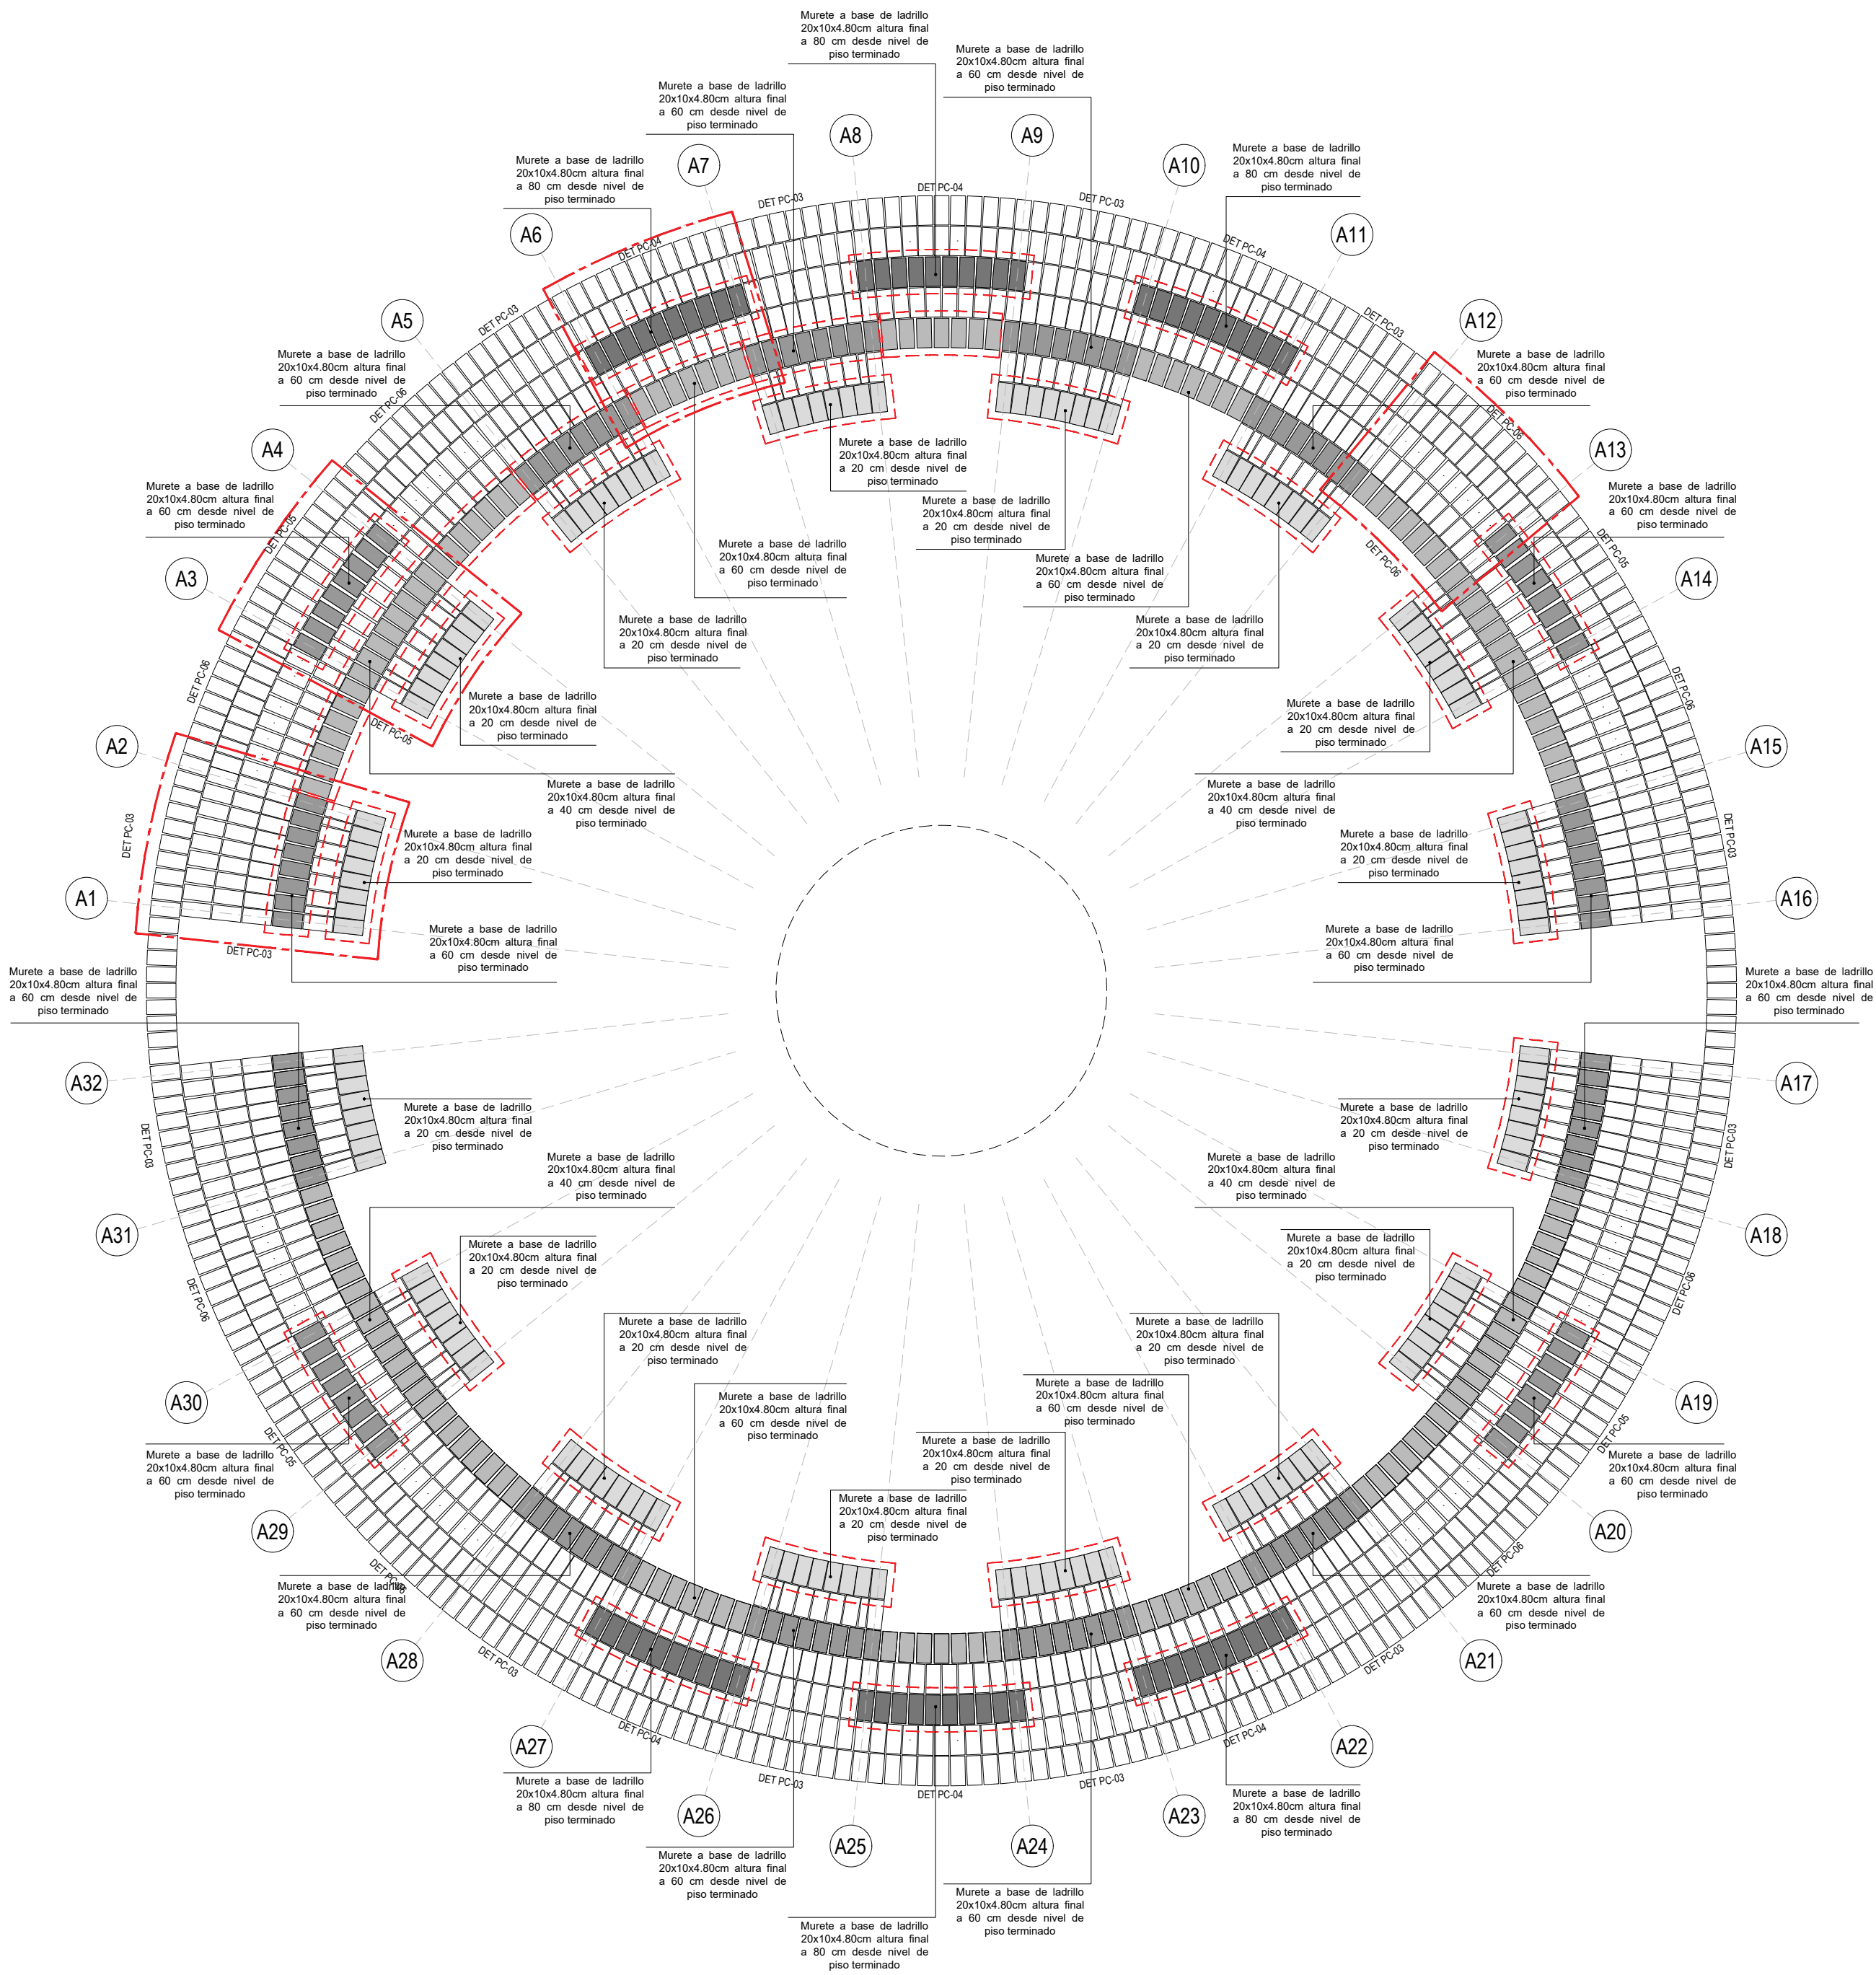 Murete a base de ladrillo
20x10x4.80cm altura final
a 80 cm desde nivel de
piso terminado
Murete a base de ladrillo
20x10x4.80cm altura final
a 60 cm desde nivel de
piso terminado
Murete a base de ladrillo
20x10x4.80cm altura final
a 60 cm desde nivel de
piso terminado
A8
A9
Murete a base de ladrillo
20x10x4.80cm altura final
a 80 cm desde nivel de
piso terminado
A7
A10
Murete a base de ladrillo
20x10x4.80cm altura final
a 80 cm desde nivel de
piso terminado
DET PC-03
DET PC-04
DET PC-03
A6
A11
DET PC-04
DET PC-04
A5
DET PC-03
DET PC-03
A12
Murete a base de ladrillo
20x10x4.80cm altura final
a 60 cm desde nivel de
piso terminado
Murete a base de ladrillo
20x10x4.80cm altura final
a 60 cm desde nivel de
piso terminado
DET PC-06
DET PC-06
A4
A13
Murete a base de ladrillo
20x10x4.80cm altura final
a 20 cm desde nivel de
piso terminado
Murete a base de ladrillo
20x10x4.80cm altura final
a 60 cm desde nivel de
piso terminado
Murete a base de ladrillo
20x10x4.80cm altura final
a 60 cm desde nivel de
piso terminado
Murete a base de ladrillo
20x10x4.80cm altura final
a 20 cm desde nivel de
piso terminado
DET PC-05
DET PC-05
Murete a base de ladrillo
20x10x4.80cm altura final
a 60 cm desde nivel de
piso terminado
Murete a base de ladrillo
20x10x4.80cm altura final
a 60 cm desde nivel de
piso terminado
DET PC-06
A3
A14
Murete a base de ladrillo
20x10x4.80cm altura final
a 20 cm desde nivel de
piso terminado
Murete a base de ladrillo
20x10x4.80cm altura final
a 20 cm desde nivel de
piso terminado
DET PC-06
DET PC-06
Murete a base de ladrillo
20x10x4.80cm altura final
a 20 cm desde nivel de
piso terminado
Murete a base de ladrillo
20x10x4.80cm altura final
a 20 cm desde nivel de
piso terminado
DET PC-05
A2
A15
Murete a base de ladrillo
20x10x4.80cm altura final
a 40 cm desde nivel de
piso terminado
Murete a base de ladrillo
20x10x4.80cm altura final
a 40 cm desde nivel de
piso terminado
DET PC-03
Murete a base de ladrillo
20x10x4.80cm altura final
a 20 cm desde nivel de
piso terminado
Murete a base de ladrillo
20x10x4.80cm altura final
a 20 cm desde nivel de
piso terminado
DET PC-03
A1
A16
Murete a base de ladrillo
20x10x4.80cm altura final
a 60 cm desde nivel de
piso terminado
Murete a base de ladrillo
20x10x4.80cm altura final
a 60 cm desde nivel de
piso terminado
DET PC-03
Murete a base de ladrillo
20x10x4.80cm altura final
a 60 cm desde nivel de
piso terminado
Murete a base de ladrillo
20x10x4.80cm altura final
a 60 cm desde nivel de
piso terminado
A32
A17
Murete a base de ladrillo
20x10x4.80cm altura final
a 20 cm desde nivel de
piso terminado
Murete a base de ladrillo
20x10x4.80cm altura final
a 20 cm desde nivel de
piso terminado
DET PC-03
DET PC-03
Murete a base de ladrillo
20x10x4.80cm altura final
a 40 cm desde nivel de
piso terminado
Murete a base de ladrillo
20x10x4.80cm altura final
a 40 cm desde nivel de
piso terminado
A31
A18
Murete a base de ladrillo
20x10x4.80cm altura final
a 20 cm desde nivel de
piso terminado
Murete a base de ladrillo
20x10x4.80cm altura final
a 20 cm desde nivel de
piso terminado
DET PC-06
DET PC-06
Murete a base de ladrillo
20x10x4.80cm altura final
a 20 cm desde nivel de
piso terminado
Murete a base de ladrillo
20x10x4.80cm altura final
a 20 cm desde nivel de
piso terminado
Murete a base de ladrillo
20x10x4.80cm altura final
a 60 cm desde nivel de
piso terminado
Murete a base de ladrillo
20x10x4.80cm altura final
a 60 cm desde nivel de
piso terminado
A30
A19
Murete a base de ladrillo
20x10x4.80cm altura final
a 20 cm desde nivel de
piso terminado
DET PC-05
DET PC-05
Murete a base de ladrillo
20x10x4.80cm altura final
a 60 cm desde nivel de
piso terminado
Murete a base de ladrillo
20x10x4.80cm altura final
a 60 cm desde nivel de
piso terminado
Murete a base de ladrillo
20x10x4.80cm altura final
a 20 cm desde nivel de
piso terminado
A29
A20
DET PC-06
DET PC-06
Murete a base de ladrillo
20x10x4.80cm altura final
a 60 cm desde nivel de
piso terminado
Murete a base de ladrillo
20x10x4.80cm altura final
a 60 cm desde nivel de
piso terminado
A28
DET PC-03
DET PC-03
A21
DET PC-04
DET PC-04
A27
A22
DET PC-03
DET PC-04
DET PC-03
Murete a base de ladrillo
20x10x4.80cm altura final
a 80 cm desde nivel de
piso terminado
Murete a base de ladrillo
20x10x4.80cm altura final
a 80 cm desde nivel de
piso terminado
A26
A23
A25
A24
Murete a base de ladrillo
20x10x4.80cm altura final
a 60 cm desde nivel de
piso terminado
Murete a base de ladrillo
20x10x4.80cm altura final
a 60 cm desde nivel de
piso terminado
Murete a base de ladrillo
20x10x4.80cm altura final
a 80 cm desde nivel de
piso terminado